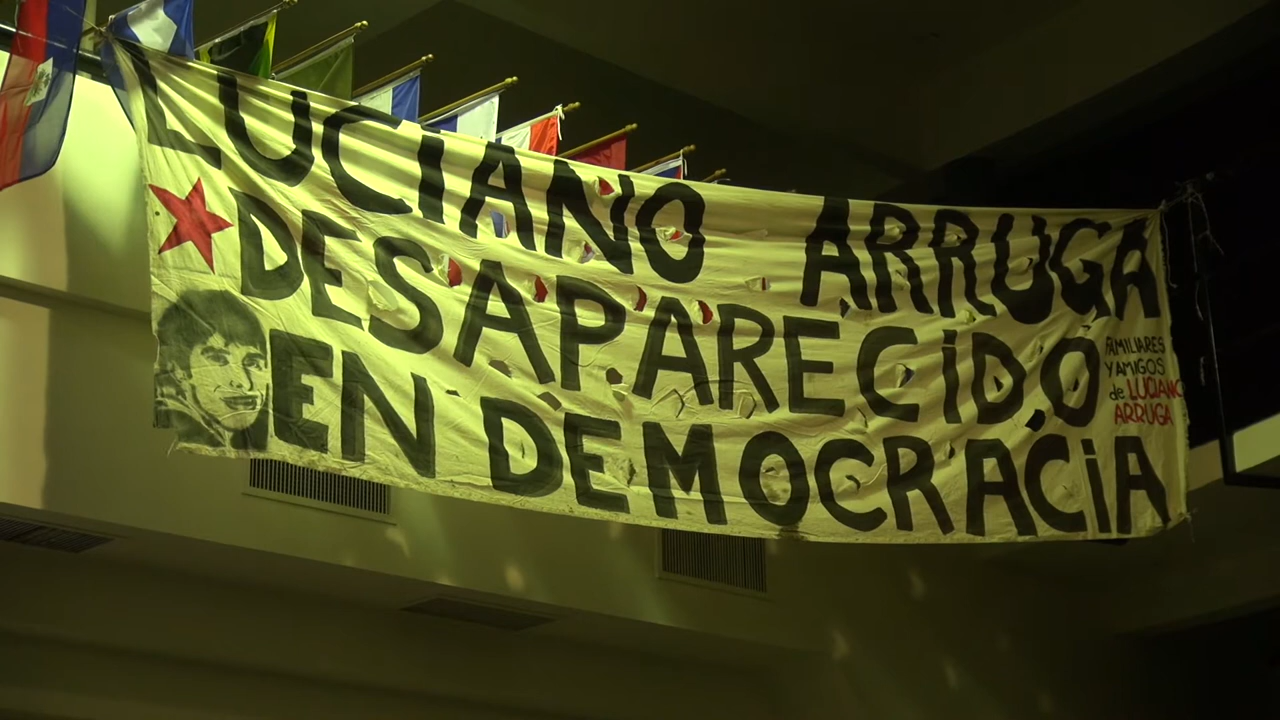 LUCIANO ARRUGA
DESAPARECIDO
EN DEMOCRACIA
FAMILIARES
Y AMIGOS
de LUCIANO
ARRUGA